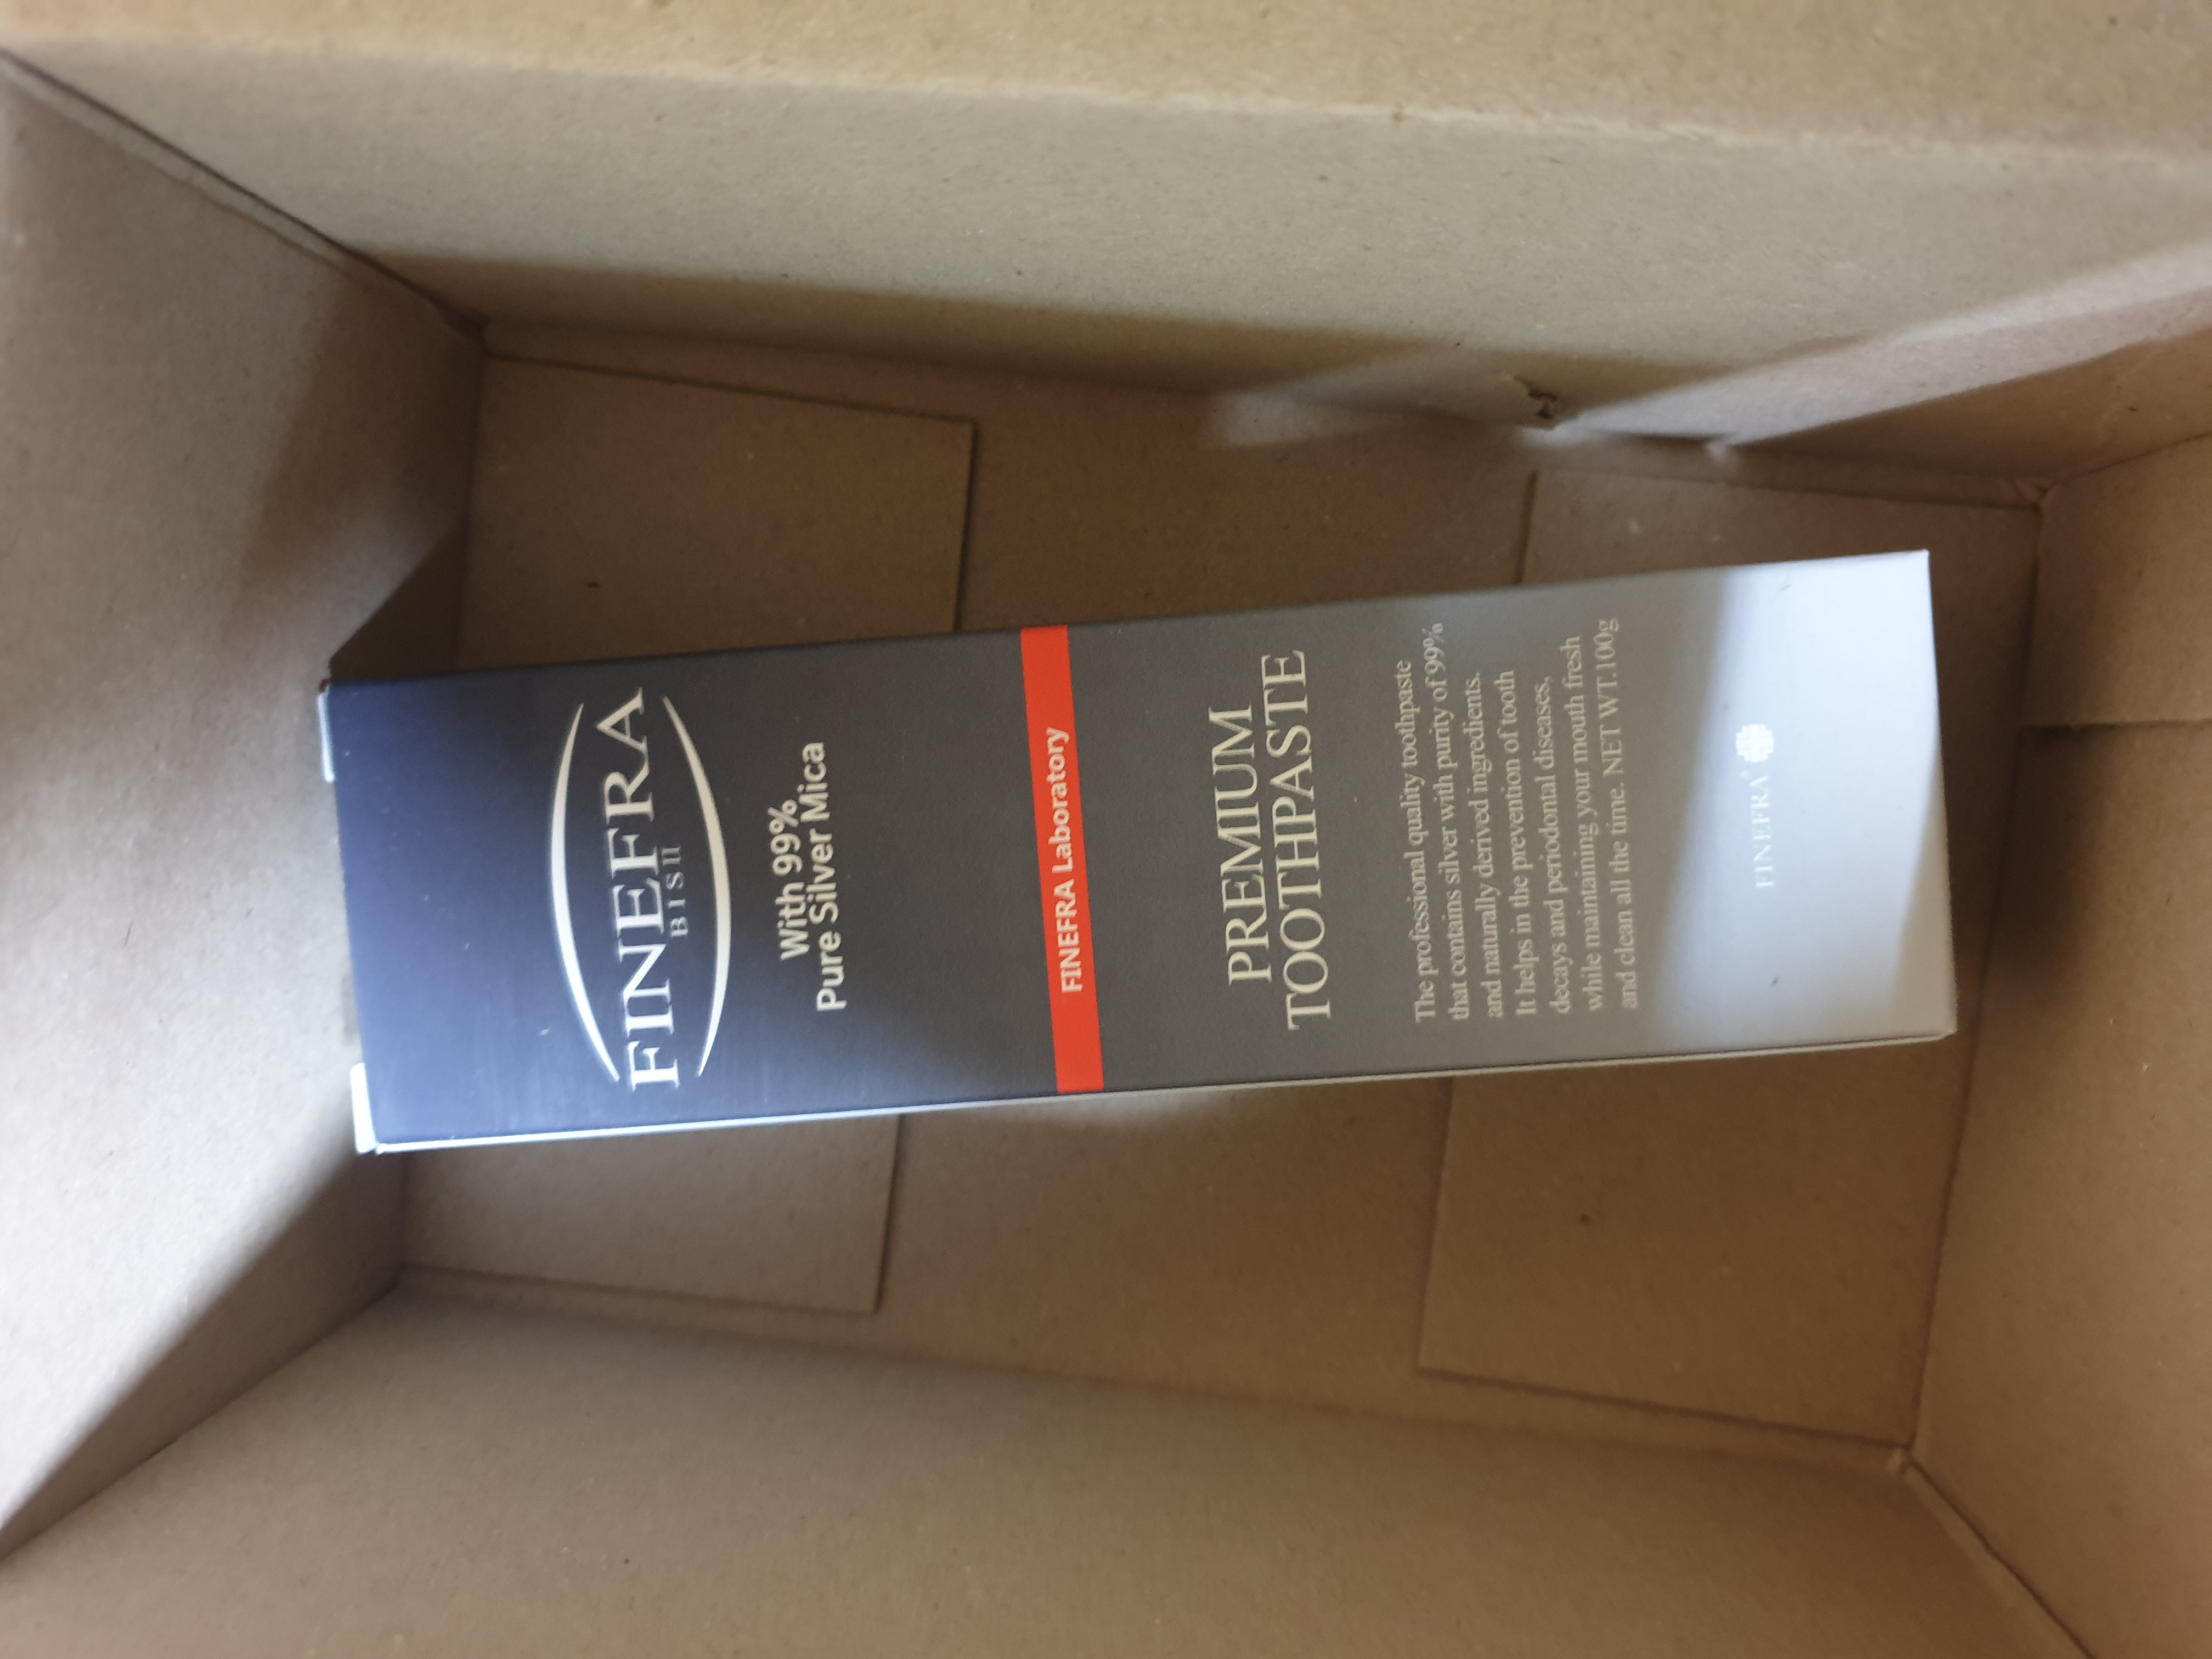 FINEFRA
BISII
With 99%
Pure Silver Mica
FINEFRA Laboratory
PREMIUM
TOOTHPASTE
The professional quality toothpaste
that contains silver with purity of 99%
and naturally derived ingredients.
It helps in the prevention of tooth
decays and periodontal diseases,
while maintaining your mouth fresh
and clean all the time. NET WT.100g
FINEFRA